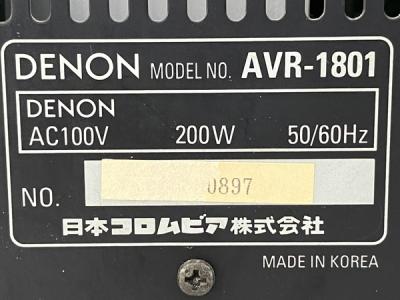 DENON MODEL NO. AVR-1801
DENON
AC100V 200W 50/60Hz
NO. 0897
日本コロムビア株式会社
MADE IN KOREA